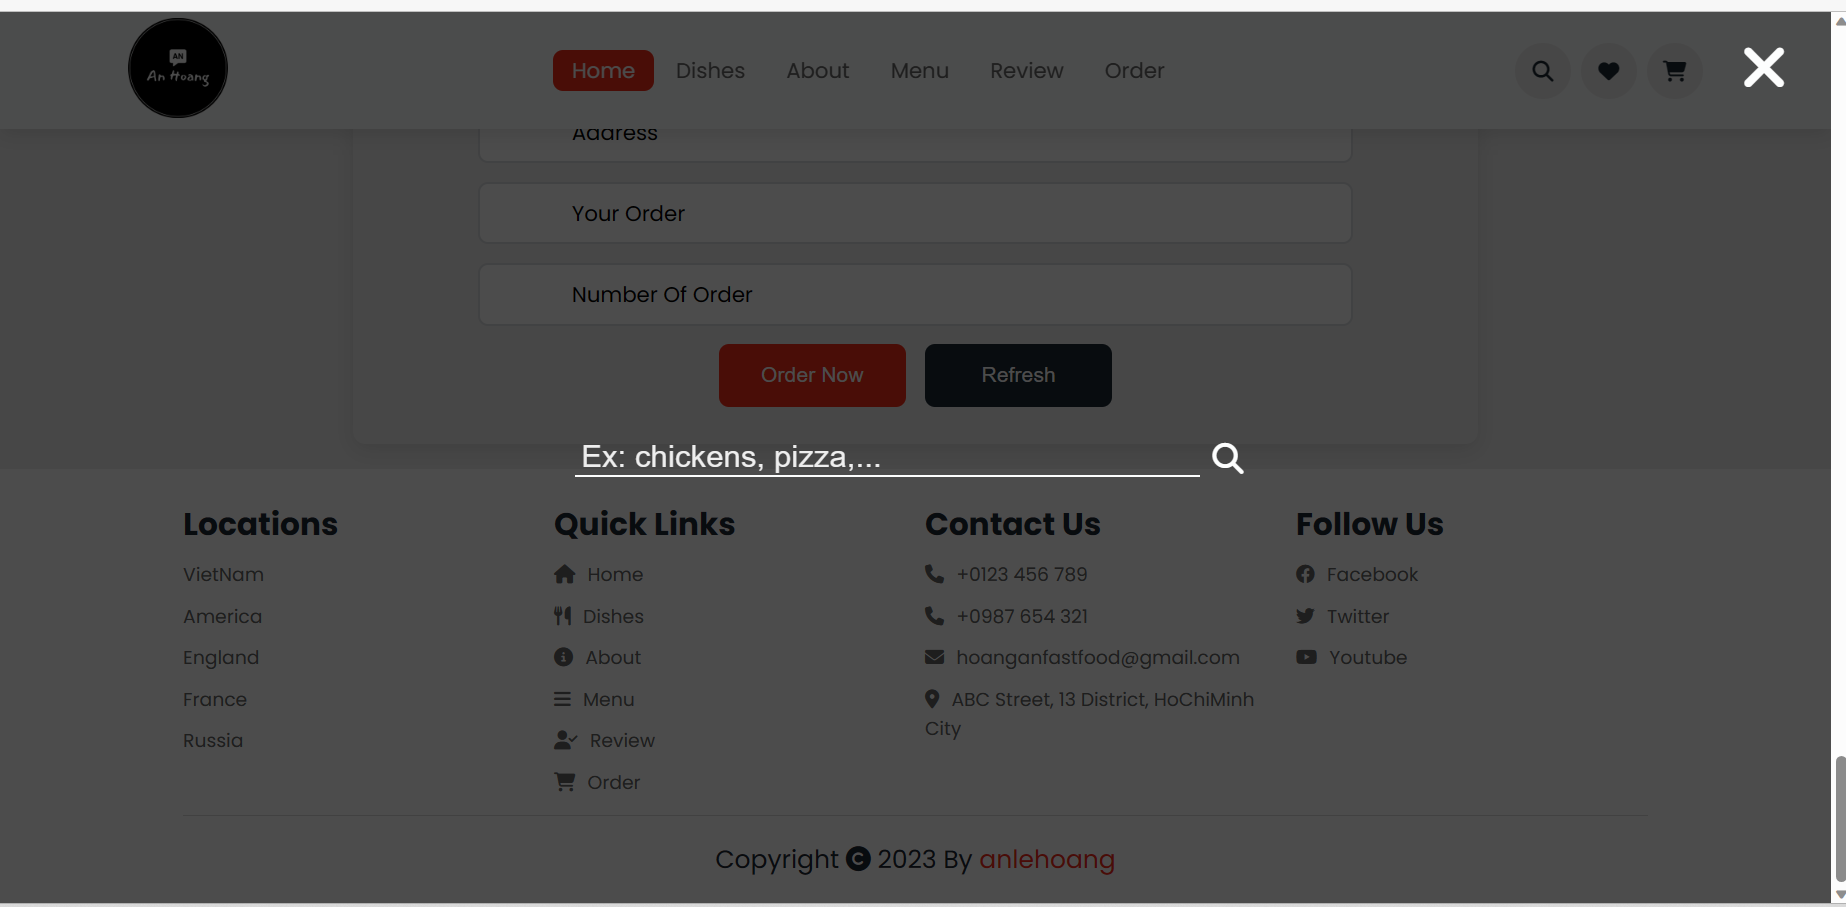 AN
An Hoang
Home Dishes About Menu Review Order
Address
Your Order
Number Of Order
Order Now Refresh
Ex: chickens, pizza,...
Locations
VietNam
America
England
France
Russia
Quick Links
Home
Dishes
About
Menu
Review
Order
Contact Us
+0123 456 789
+0987 654 321
hoanganfastfood@gmail.com
ABC Street, 13 District, HoChiMinh
City
Follow Us
Facebook
Twitter
Youtube
Copyright © 2023 By anlehoang